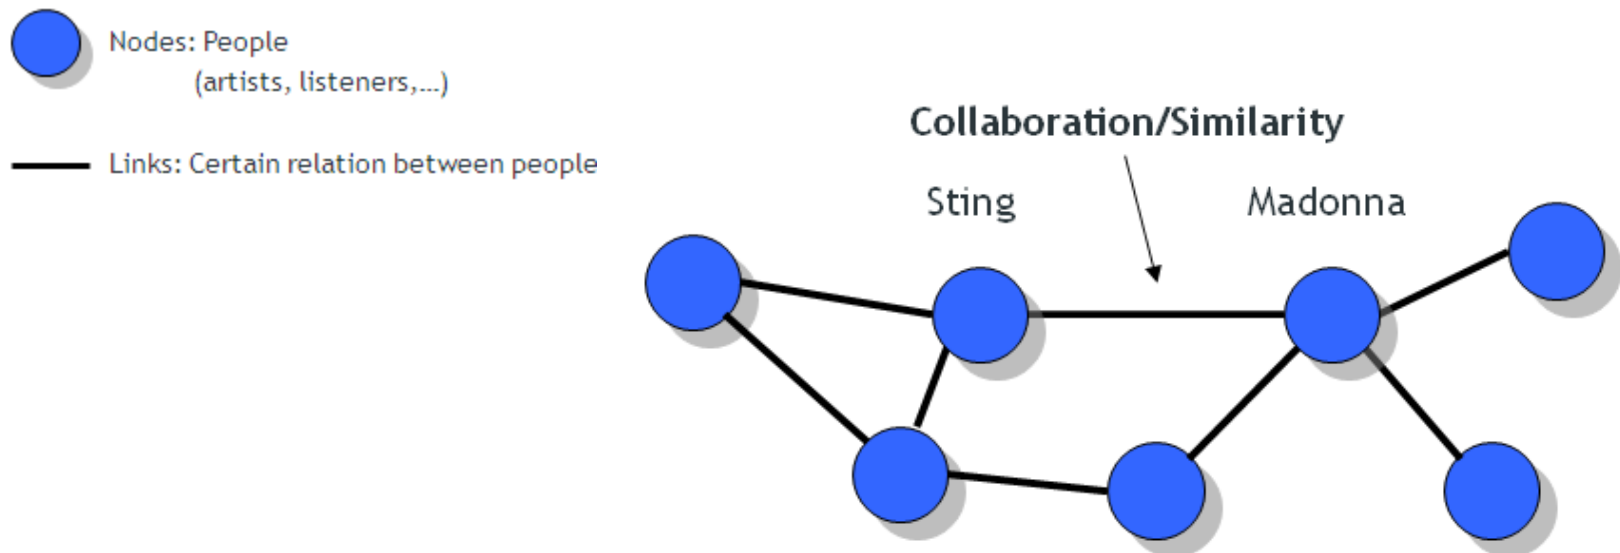 Nodes: People
(artists, listeners,...)
Links: Certain relation between people
Collaboration/Similarity
Sting
Madonna